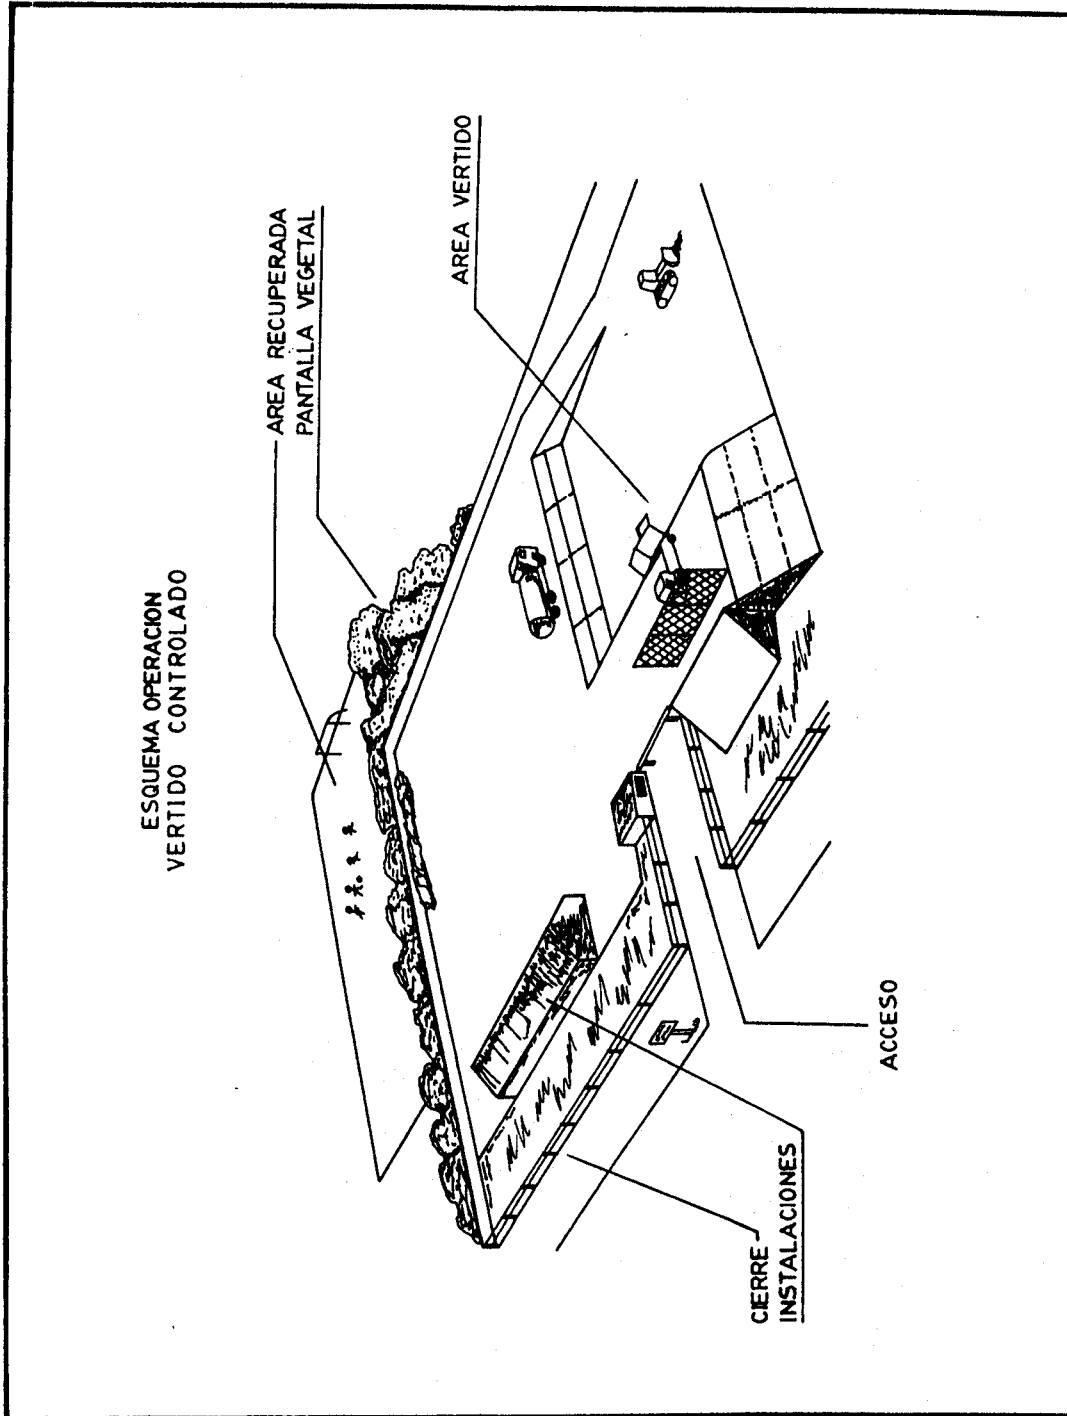 ESQUEMA OPERACION
VERTIDO CONTROLADO
AREA RECUPERADA
PANTALLA VEGETAL
AREA VERTIDO
CIERRE
INSTALACIONES
ACCESO